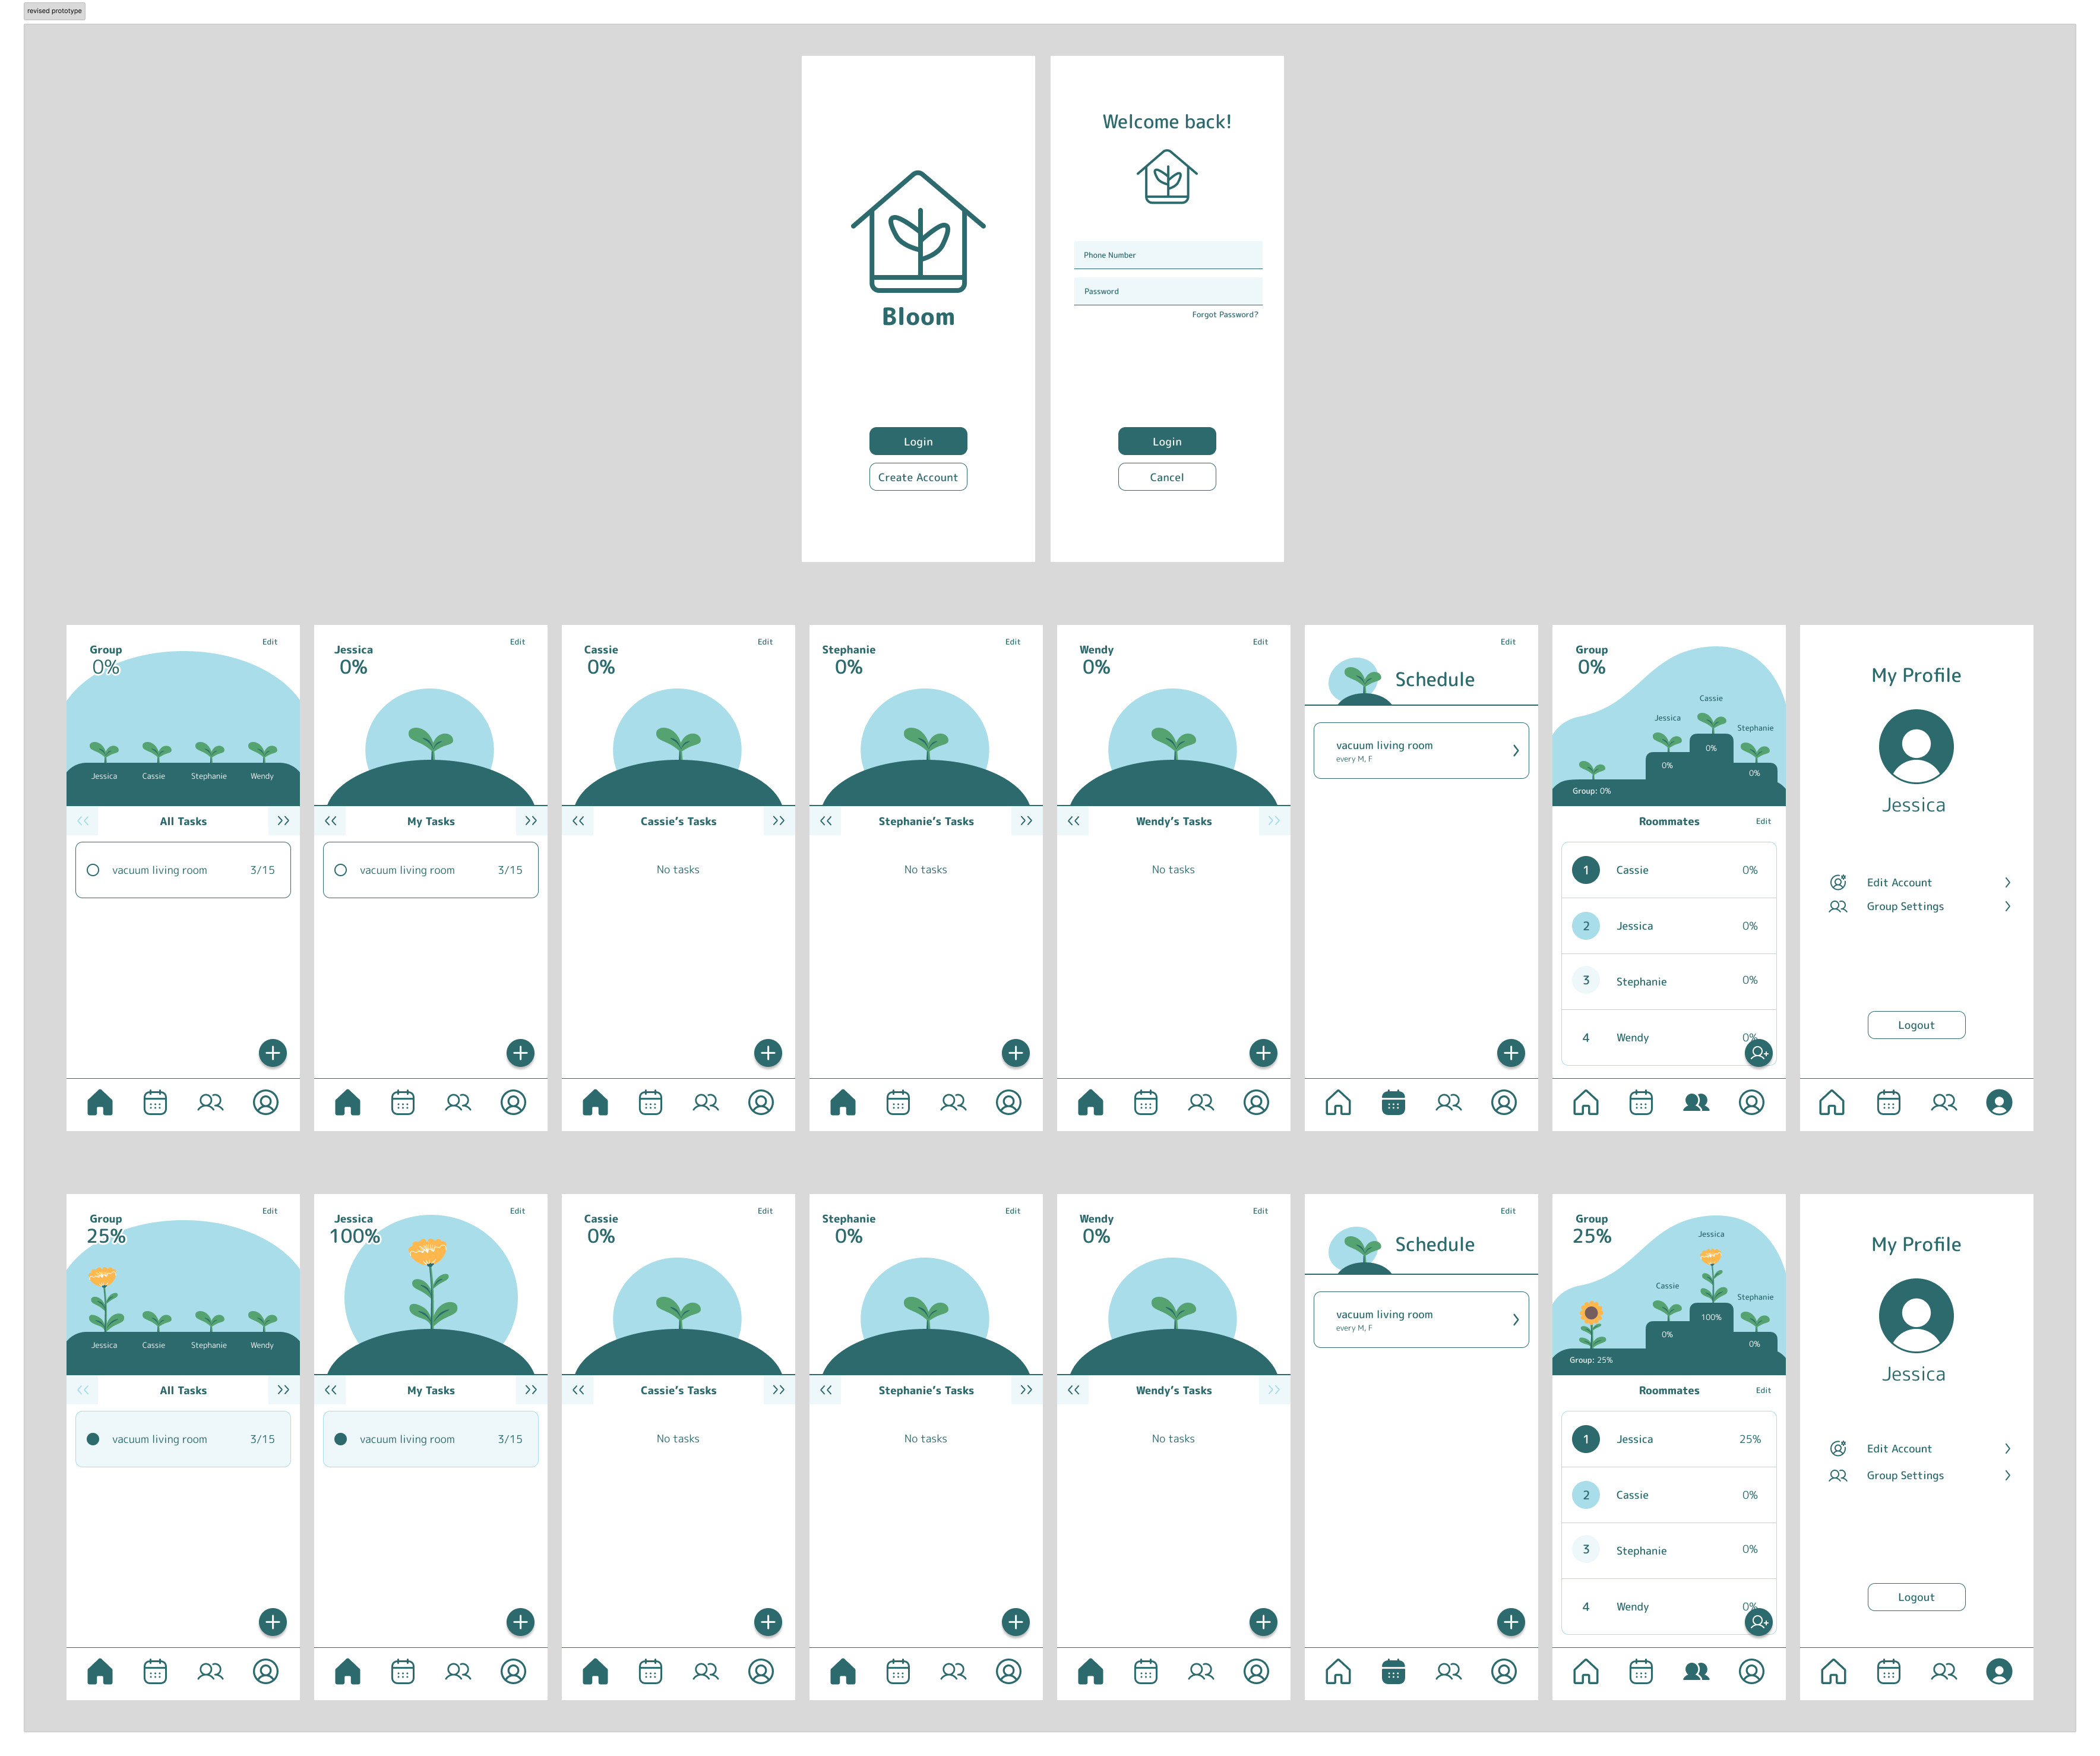 revised prototype
Bloom
Login
Create Account
Welcome back!
Phone Number
Password
Forgot Password?
Login
Cancel
Group
0%
Edit
Jessica
Cassie
Stephanie
Wendy
<<
All Tasks
>>
vacuum living room
3/15
Jessica
0%
Edit
<<
My Tasks
>>
vacuum living room
3/15
Cassie
0%
Edit
<<
Cassie's Tasks
>>
No tasks
Stephanie
0%
Edit
<<
Stephanie's Tasks
>>
No tasks
Wendy
0%
Edit
<<
Wendy's Tasks
>>
No tasks
Edit
Schedule
vacuum living room
every M, F
>
Group
0%
Cassie
Jessica
Stephanie
0%
0%
0%
Group: 0%
Roommates
Edit
1
Cassie
0%
2
Jessica
0%
3
Stephanie
0%
4
Wendy
0%
My Profile
Jessica
Edit Account
>
Group Settings
>
Logout
Group
25%
Edit
Jessica
Cassie
Stephanie
Wendy
<<
All Tasks
>>
vacuum living room
3/15
Jessica
100%
Edit
<<
My Tasks
>>
vacuum living room
3/15
Cassie
0%
Edit
<<
Cassie's Tasks
>>
No tasks
Stephanie
0%
Edit
<<
Stephanie's Tasks
>>
No tasks
Wendy
0%
Edit
<<
Wendy's Tasks
>>
No tasks
Edit
Schedule
vacuum living room
every M, F
>
Group
25%
Jessica
Cassie
Stephanie
100%
0%
0%
Group: 25%
Roommates
Edit
1
Jessica
25%
2
Cassie
0%
3
Stephanie
0%
4
Wendy
0%
My Profile
Jessica
Edit Account
>
Group Settings
>
Logout